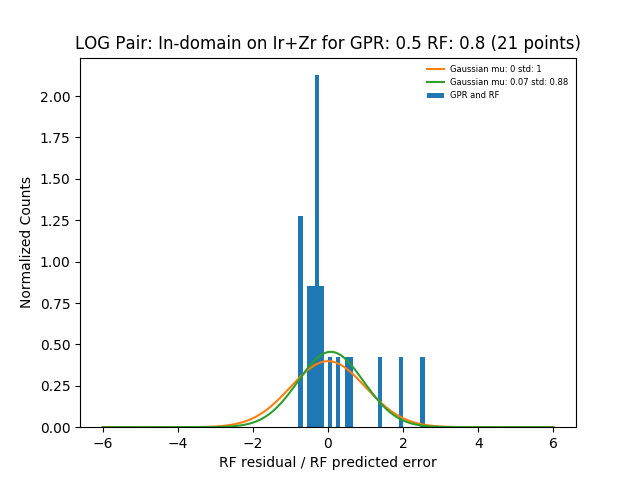 LOG Pair: In-domain on Ir+Zr for GPR: 0.5 RF: 0.8 (21 points)
Gaussian mu: 0 std: 1
Gaussian mu: 0.07 std: 0.88
GPR and RF
2.00
1.75
1.50
1.25
1.00
0.75
0.50
0.25
0.00
Normalized Counts
−6 −4 −2 0 2 4 6
RF residual / RF predicted error